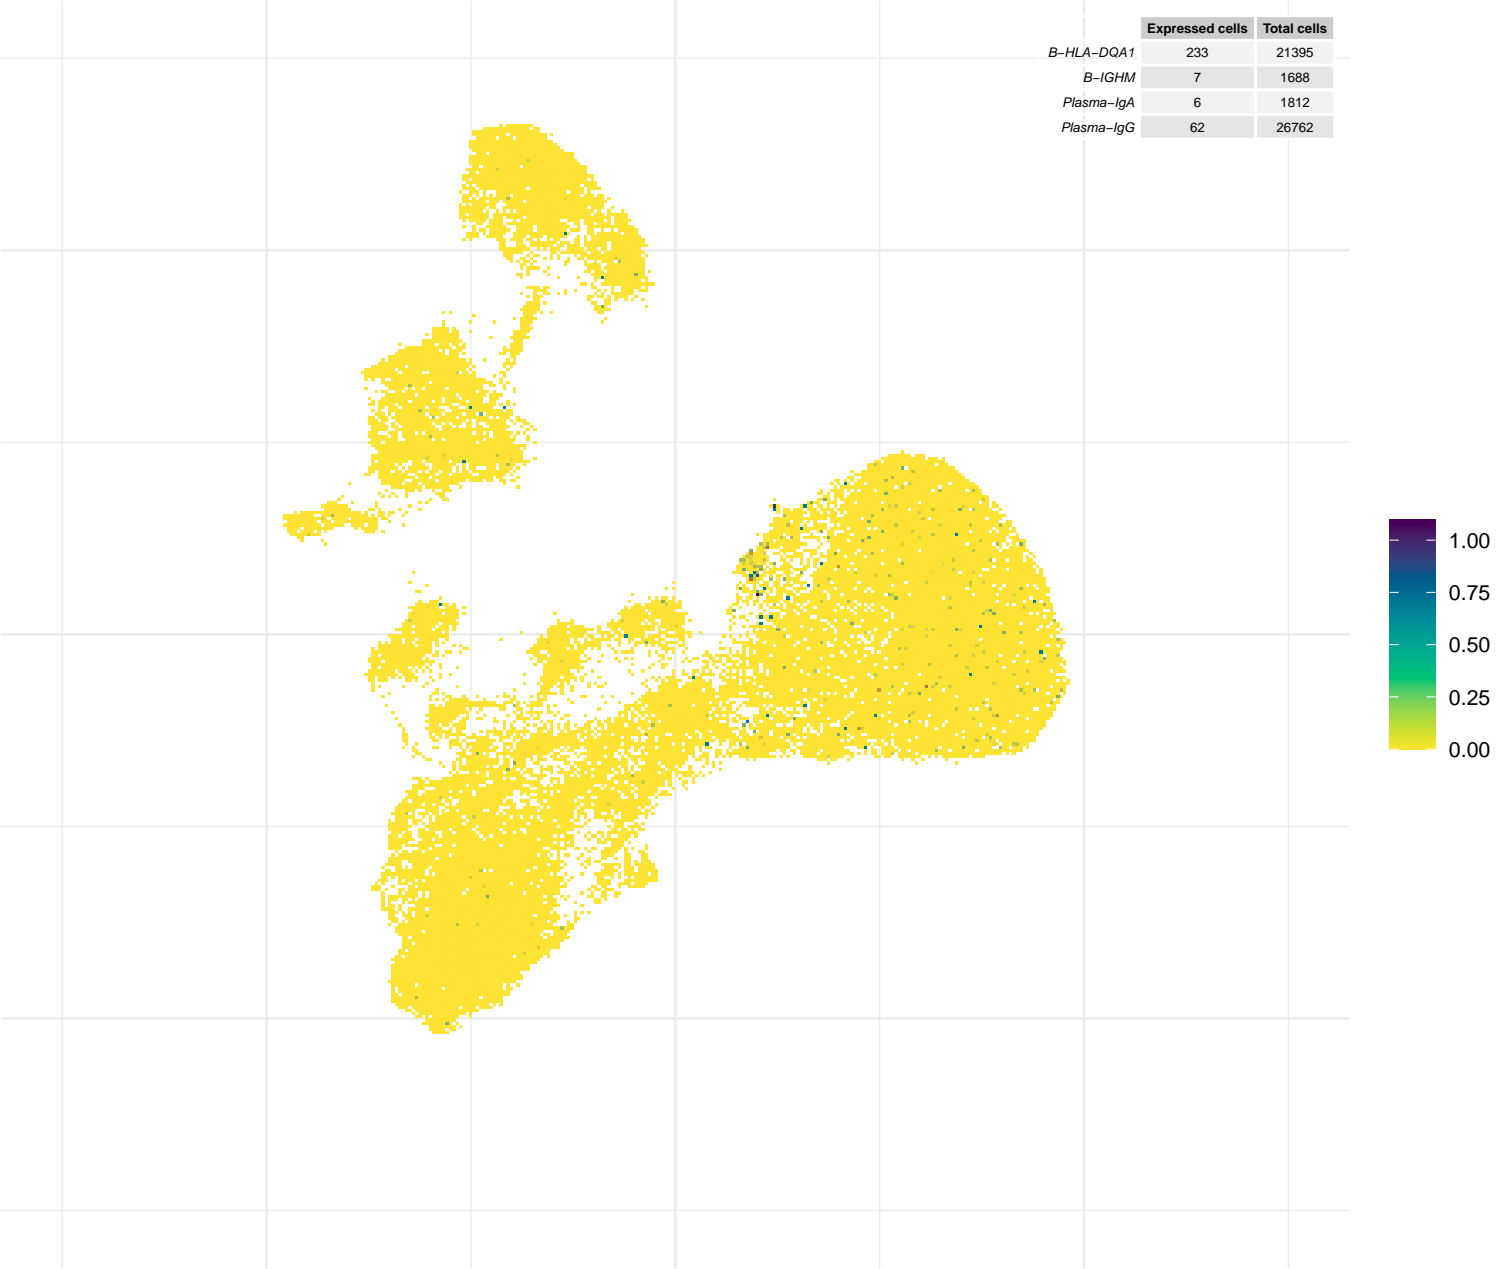 Expressed cells Total cells
B−HLA−DQA1 233 21395
B−IGHM 7 1688
Plasma−IgA 6 1812
Plasma−IgG 62 26762
1.00
0.75
0.50
0.25
0.00